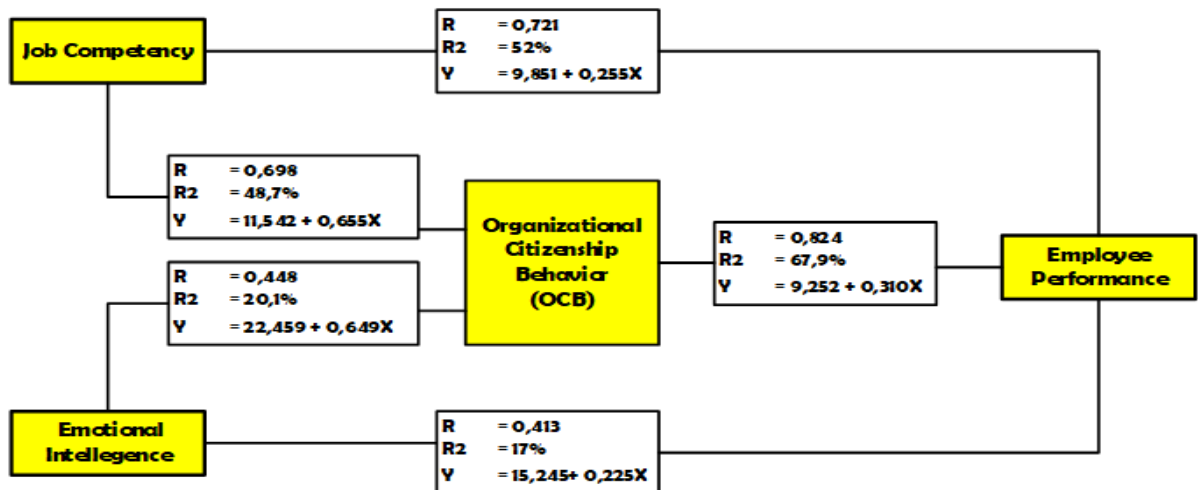 Job Competency
R = 0,721
R2 = 52%
Y = 9,851 + 0,255X
R = 0,698
R2 = 48,7%
Y = 11,542 + 0,655X
R = 0,448
R2 = 20,1%
Y = 22,459 + 0,649X
Organizational
Citizenship
Behavior
(OCB)
R = 0,824
R2 = 67,9%
Y = 9,252 + 0,310X
Employee
Performance
Emotional
Intellegence
R = 0,413
R2 = 17%
Y = 15,245+ 0,225X